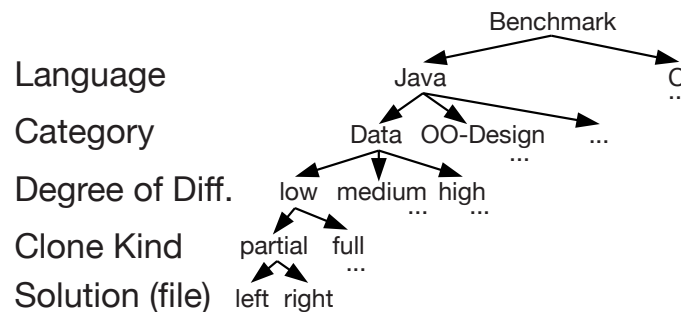 Benchmark
Language Java C
...
Category Data OO-Design ...
...
Degree of Diff. low medium high
... ...
Clone Kind partial full
...
Solution (file) left right